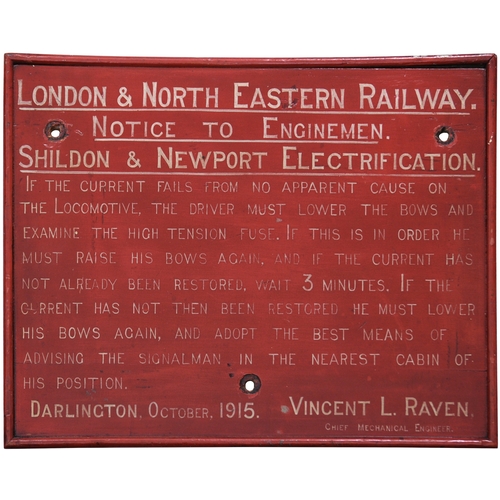 London & North Eastern Railway.
Notice to Enginemen.
Shildon & Newport Electrification.
If the current fails from no apparent cause on
the Locomotive, the driver must lower the bows and
examine the high tension fuse. If this is in order he
must raise his bows again, and if the current has
not already been restored, wait 3 minutes. If the
current has not then been restored he must lower
his bows again, and adopt the best means of
advising the signalman in the nearest cabin of
his position.
Darlington, October, 1915. Vincent L. Raven,
Chief Mechanical Engineer.